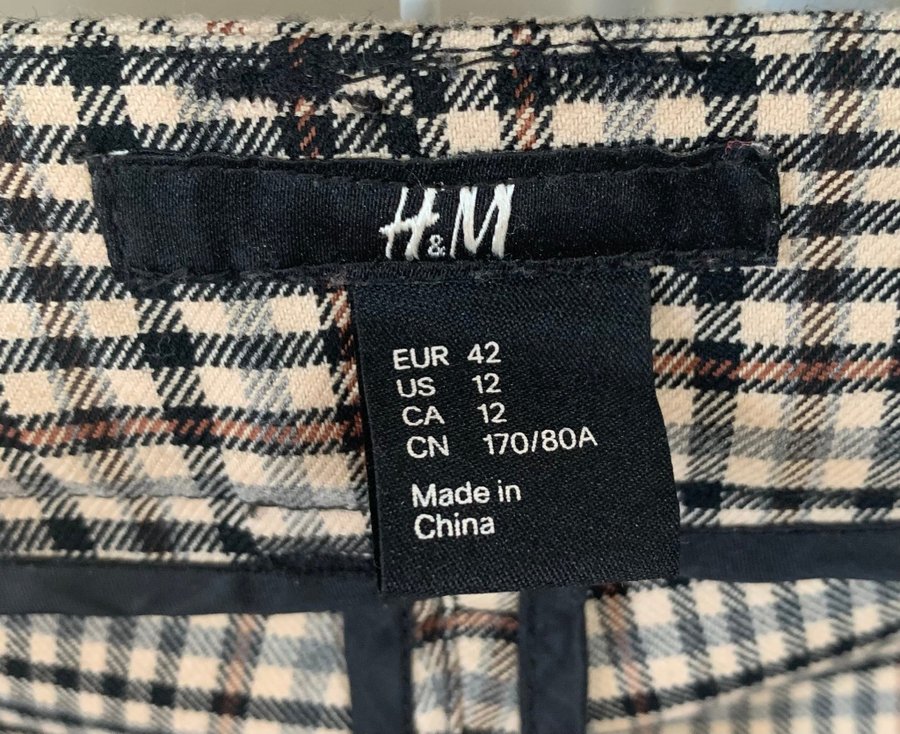 H&M
EUR 42
US 12
CA 12
CN 170/80A
Made in
China